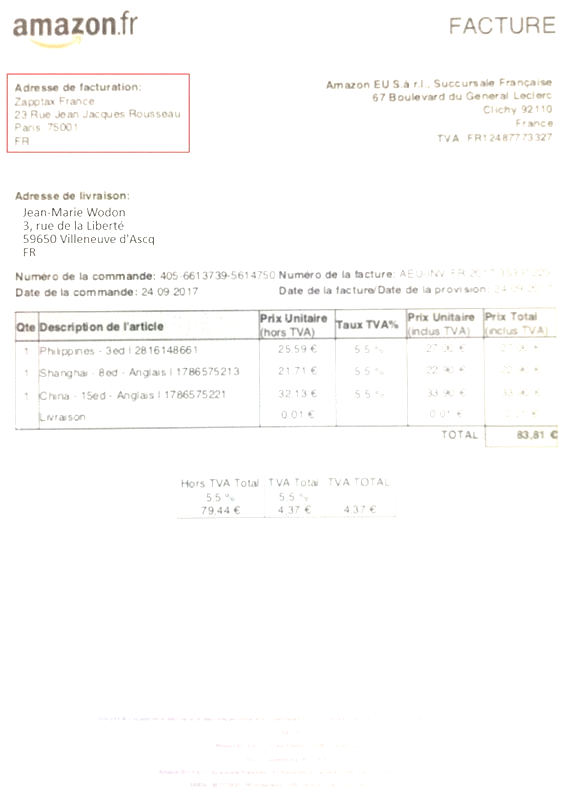 amazon.fr
FACTURE
Adresse de facturation:
Zapptax France
23 Rue Jean Jacques Rousseau
Paris 75001
FR
Amazon EU S.à r.l., Succursale Française
67 Boulevard du General Leclerc
Clichy 92110
France
TVA FR12487773327
Adresse de livraison:
Jean-Marie Wodon
3, rue de la Liberté
59650 Villeneuve d'Ascq
FR
Numéro de la commande: 405-6613739-5614750 Numéro de la facture:
Date de la commande: 24.09.2017 Date de la facture/Date de la provision: 24.09.2017
Qte Description de l'article Prix Unitaire (hors TVA) Taux TVA% Prix Unitaire (inclus TVA) Prix Total (inclus TVA)
1 Philippines - 3ed | 2816148661 25.59 € 5.5 % 27.00 € 27.00 €
1 Shanghai - 8ed - Anglais | 1786575213 21.71 € 5.5 % 22.90 € 22.90 €
1 China - 15ed - Anglais | 1786575221 32.13 € 5.5 % 33.90 € 33.90 €
Livraison 0.01 € 0.01 € 0.01 €
TOTAL 83,81 €
Hors TVA Total TVA Total TVA TOTAL
5.5 % 5.5 %
79.44 € 4.37 € 4.37 €